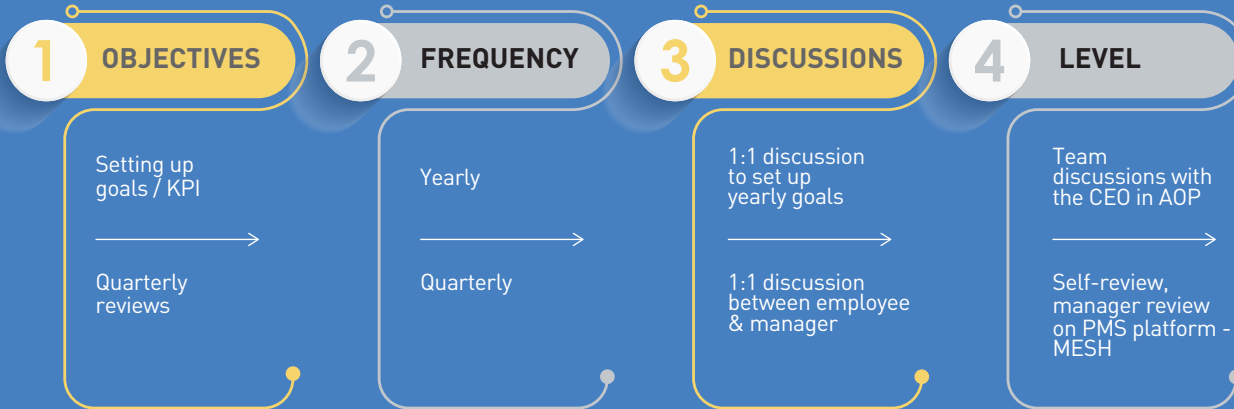 1
OBJECTIVES
Setting up
goals / KPI
Quarterly
reviews
2
FREQUENCY
Yearly
Quarterly
3
DISCUSSIONS
1:1 discussion
to set up
yearly goals
1:1 discussion
between employee
& manager
4
LEVEL
Team
discussions with
the CEO in AOP
Self-review,
manager review
on PMS platform -
MESH